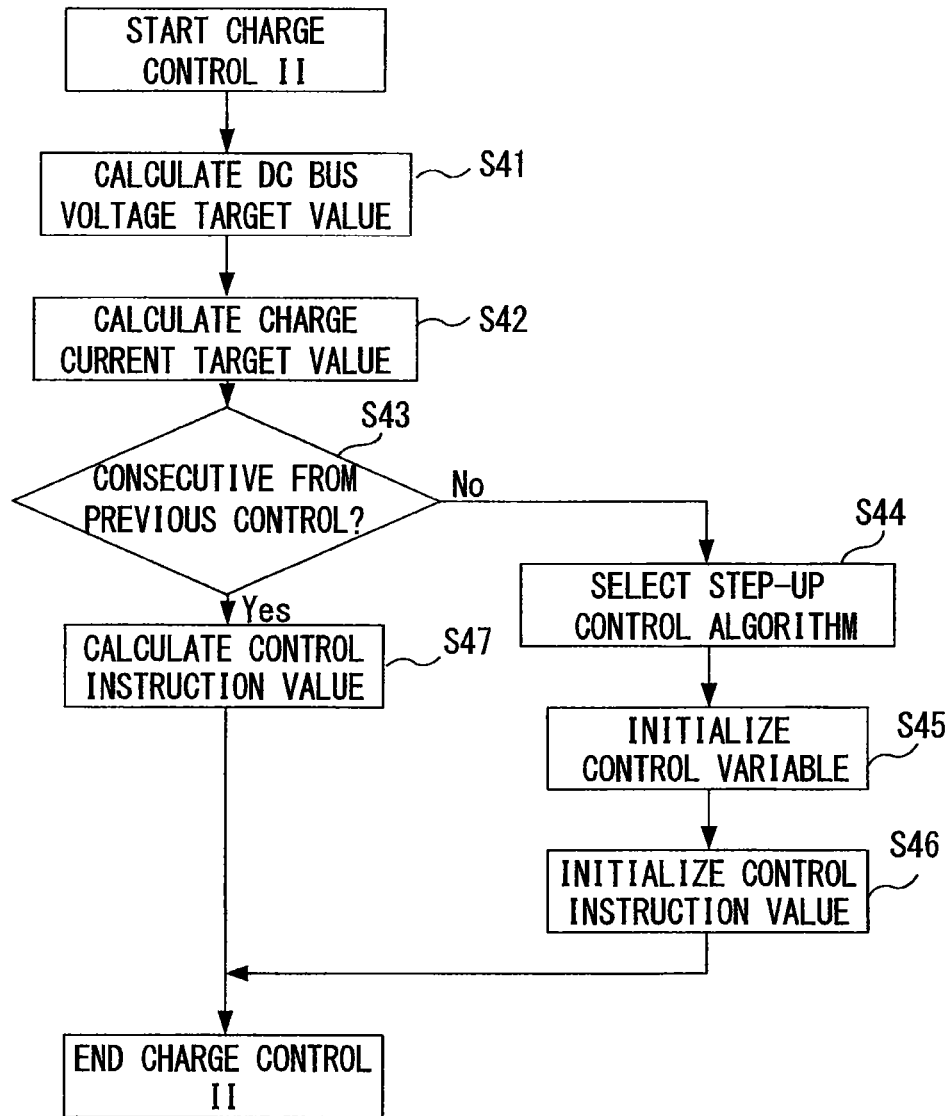 START CHARGE
CONTROL II
CALCULATE DC BUS
VOLTAGE TARGET VALUE
S41
CALCULATE CHARGE
CURRENT TARGET VALUE
S42
S43
CONSECUTIVE FROM
PREVIOUS CONTROL?
No
Yes
S44
SELECT STEP-UP
CONTROL ALGORITHM
CALCULATE CONTROL
INSTRUCTION VALUE
S47
INITIALIZE
CONTROL VARIABLE
S45
INITIALIZE CONTROL
INSTRUCTION VALUE
S46
END CHARGE CONTROL
II